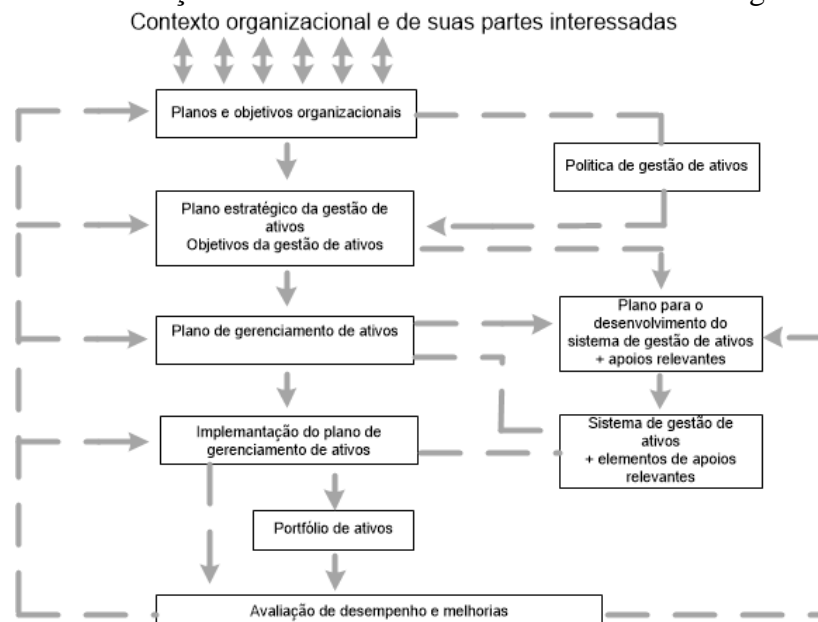 Contexto organizacional e de suas partes interessadas
Planos e objetivos organizacionais
Política de gestão de ativos
Plano estratégico da gestão de
ativos
Objetivos da gestão de ativos
Plano de gerenciamento de ativos
Plano para o
desenvolvimento do
sistema de gestão de ativos
+ apoios relevantes
Implemantação do plano de
gerenciamento de ativos
Sistema de gestão de
ativos
+ elementos de apoios
relevantes
Portfólio de ativos
Avaliação de desempenho e melhorias